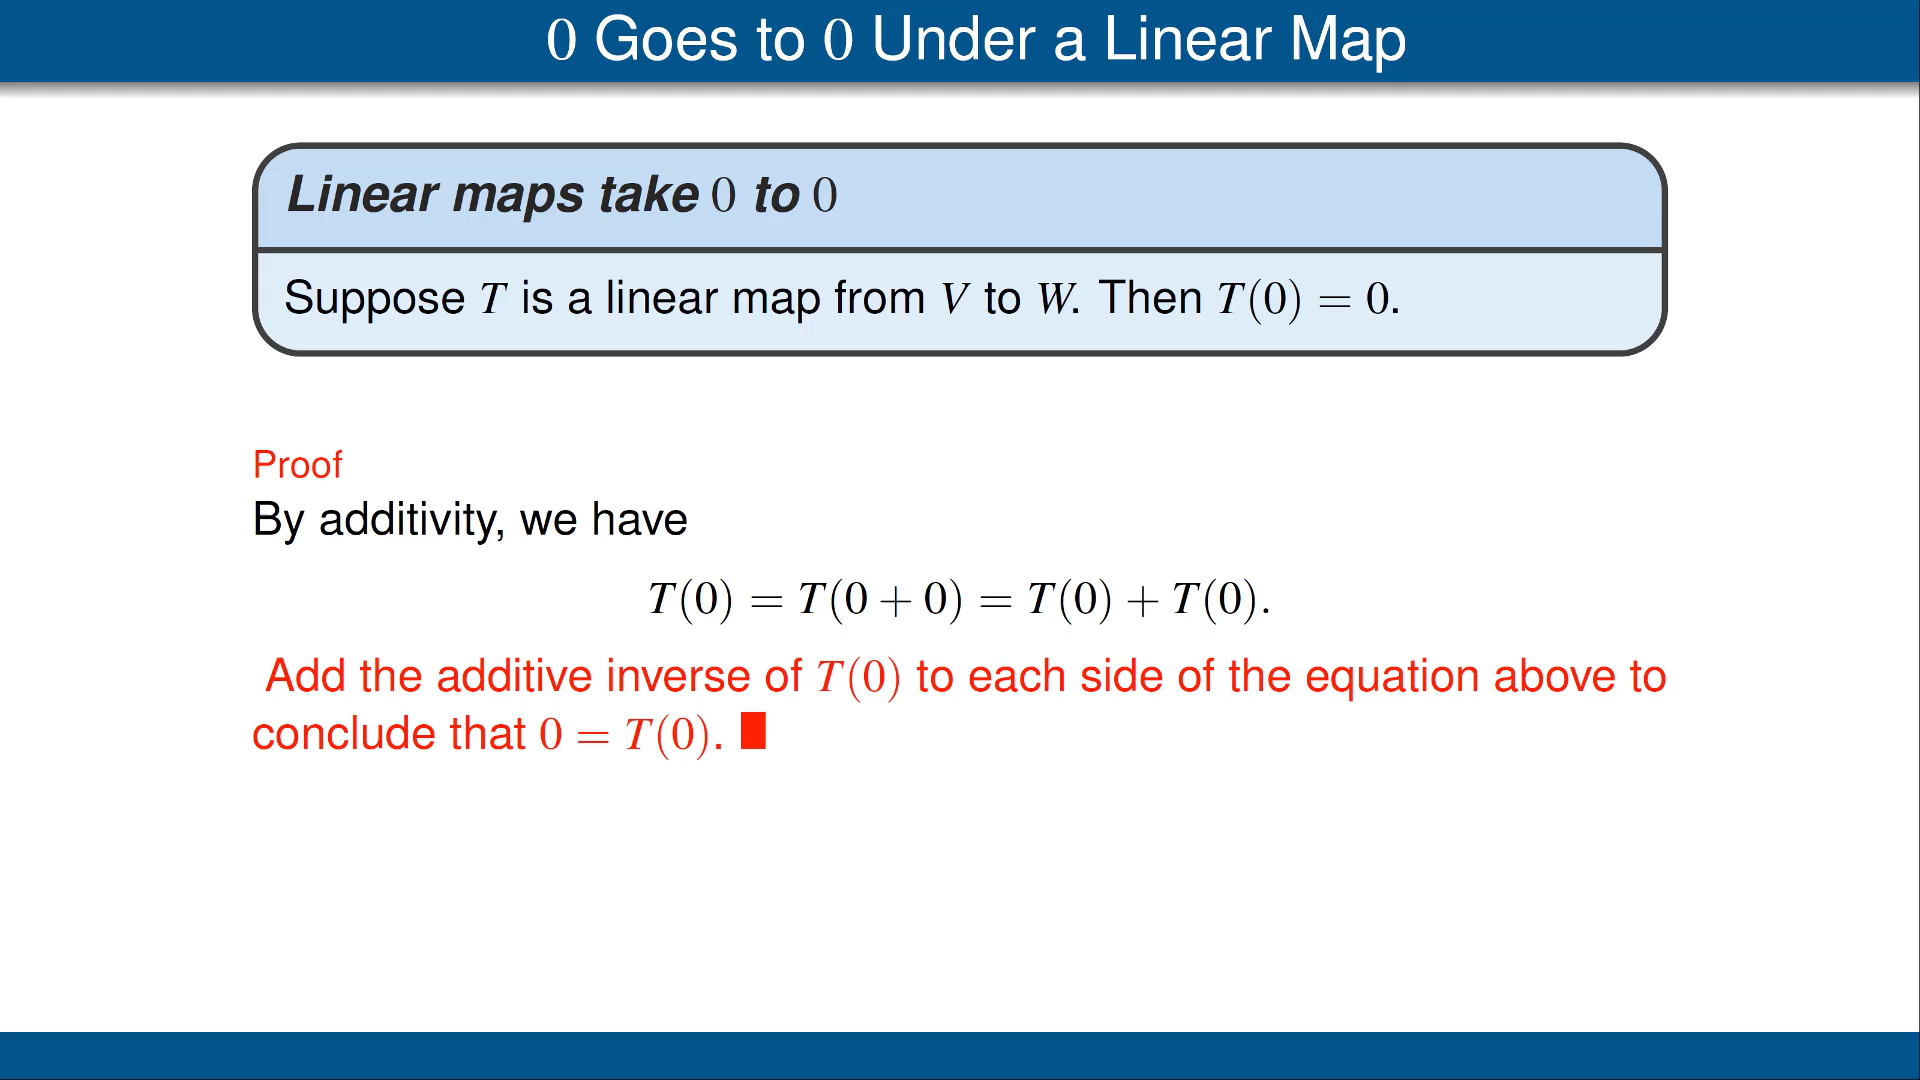 0 Goes to 0 Under a Linear Map
Linear maps take 0 to 0
Suppose T is a linear map from V to W. Then T(0) = 0.
Proof
By additivity, we have
T(0) = T(0 + 0) = T(0) + T(0).
Add the additive inverse of T(0) to each side of the equation above to
conclude that 0 = T(0). ■